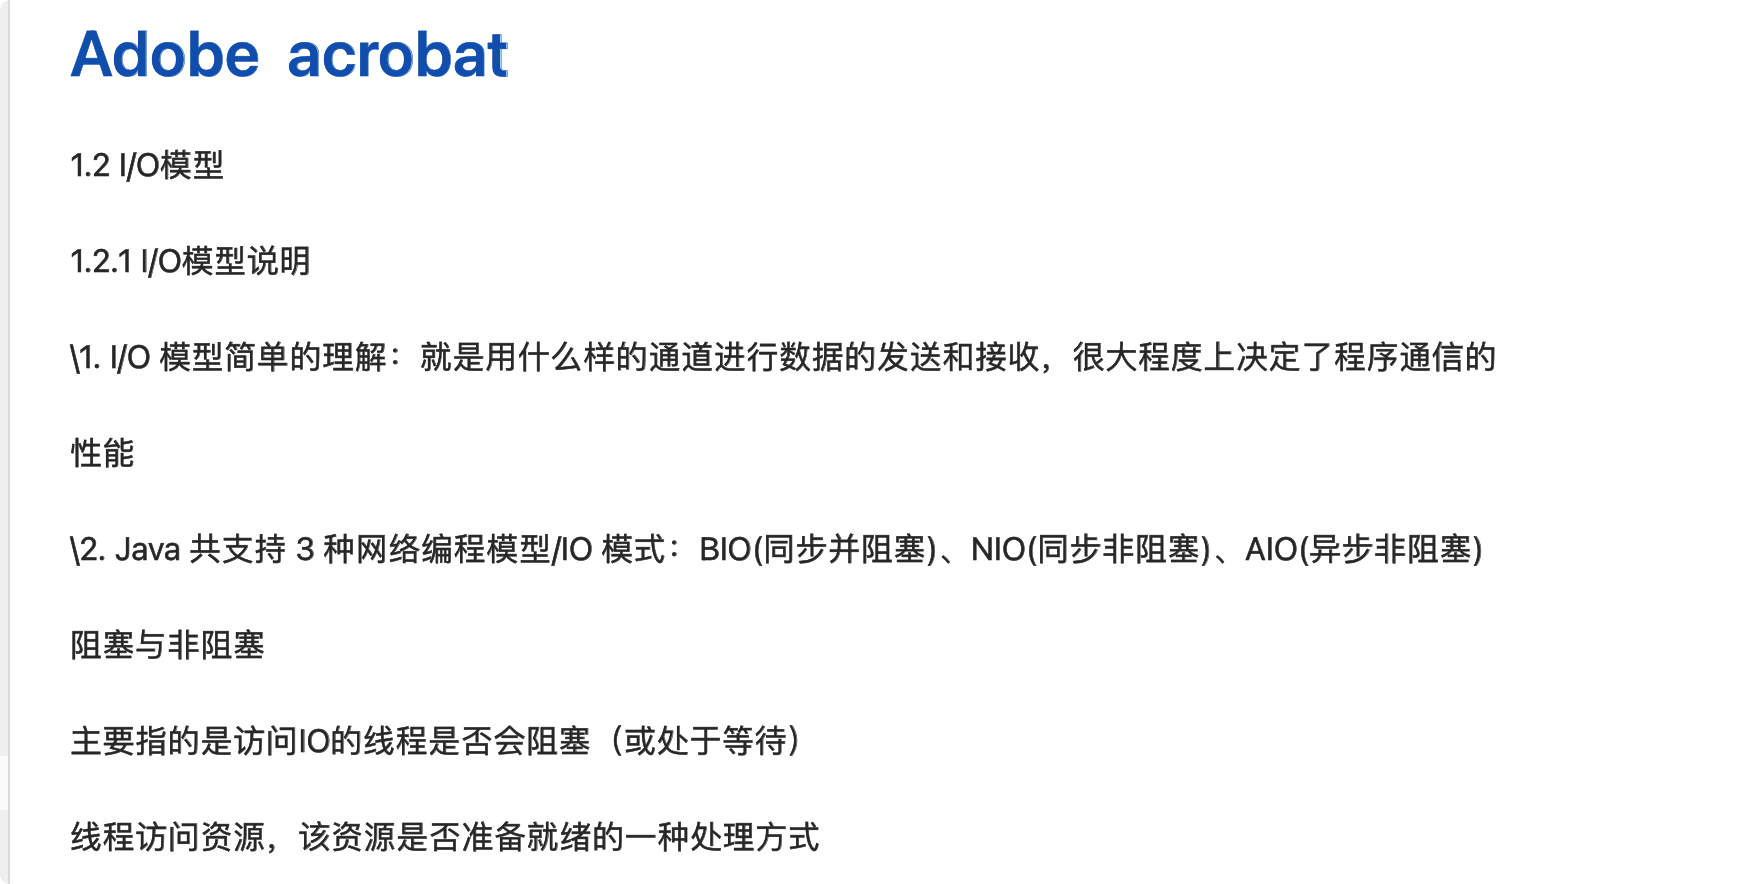 Adobe acrobat
1.2 I/O模型
1.2.1 I/O模型说明
\1. I/O 模型简单的理解：就是用什么样的通道进行数据的发送和接收，很大程度上决定了程序通信的
性能
\2. Java 共支持 3 种网络编程模型/IO 模式：BIO(同步并阻塞)、NIO(同步非阻塞)、AIO(异步非阻塞)
阻塞与非阻塞
主要指的是访问IO的线程是否会阻塞（或处于等待）
线程访问资源，该资源是否准备就绪的一种处理方式